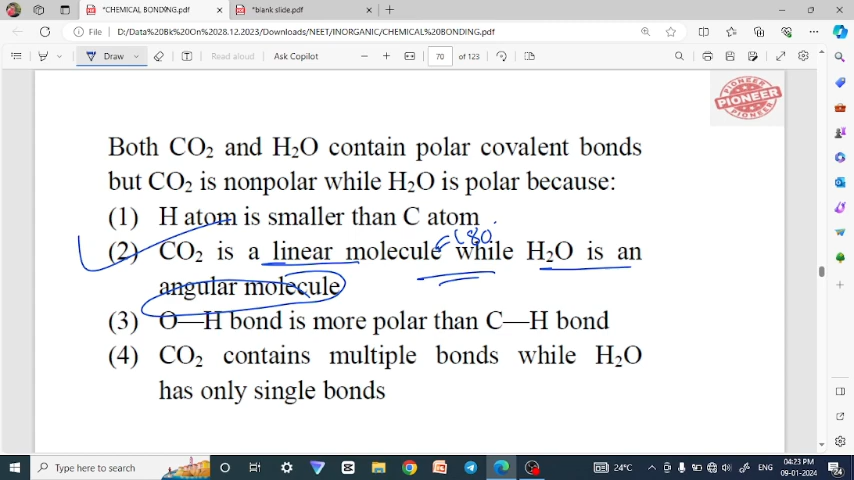 *CHEMICAL BONDING.pdf
*blank slide.pdf
File
D:/Data%20Bk%20On%2028.12.2023/Downloads/NEET/INORGANIC/CHEMICAL%20BONDING.pdf
Draw
Read aloud
Ask Copilot
70 of 123
PIONEER
Both CO₂ and H₂O contain polar covalent bonds
but CO₂ is nonpolar while H₂O is polar because:
(1) H atom is smaller than C atom
180
(2) CO₂ is a linear molecule while H₂O is an
angular molecule
(3) O—H bond is more polar than C—H bond
(4) CO₂ contains multiple bonds while H₂O
has only single bonds
Type here to search
24°C
ENG
04:23 PM
09-01-2024
24